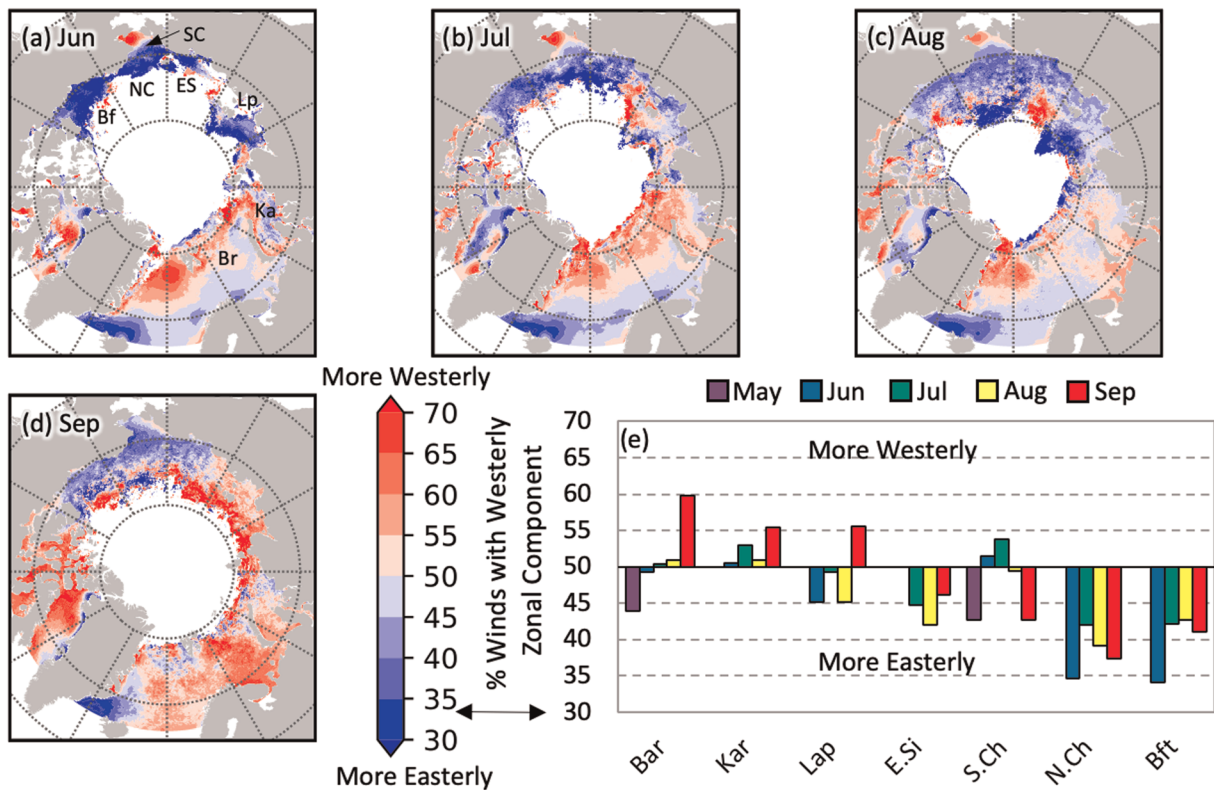 (a) Jun
SC
NC
ES
Lp
Bf
Ka
Br
(b) Jul
(c) Aug
(d) Sep
More Westerly
70
65
60
55
50
45
40
35
30
More Easterly
% Winds with Westerly
Zonal Component
May Jun Jul Aug Sep
(e)
More Westerly
More Easterly
70
65
60
55
50
45
40
35
30
Bar Kar Lap E.Si S.Ch N.Ch Bft